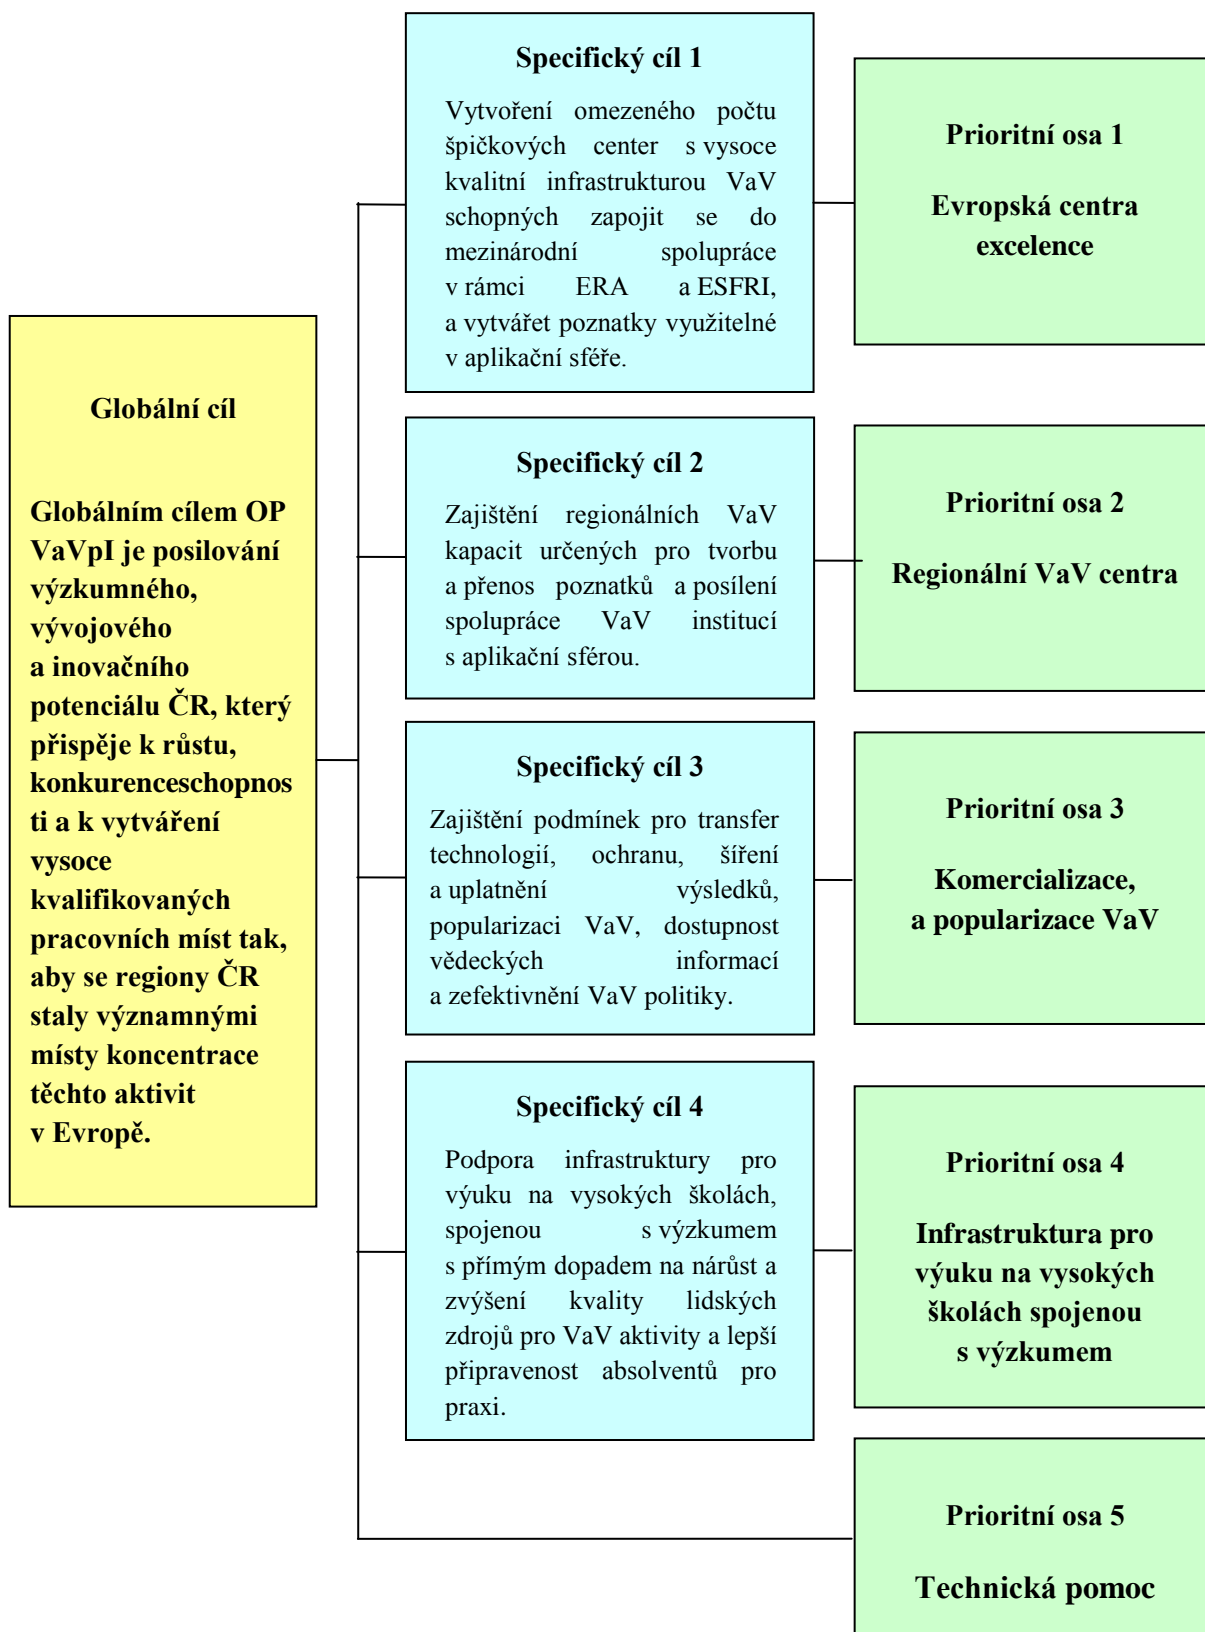 Globální cíl
Globálním cílem OP
VaVpI je posilování
výzkumného,
vývojového
a inovačního
potenciálu ČR, který
přispěje k růstu,
konkurenceschopnos
ti a k vytváření
vysoce
kvalifikovaných
pracovních míst tak,
aby se regiony ČR
staly významnými
místy koncentrace
těchto aktivit
v Evropě.
Specifický cíl 1
Vytvoření omezeného počtu
špičkových center s vysoce
kvalitní infrastrukturou VaV
schopných zapojit se do
mezinárodní spolupráce
v rámci ERA a ESFRI,
a vytvářet poznatky využitelné
v aplikační sféře.
Prioritní osa 1
Evropská centra
excelence
Specifický cíl 2
Zajištění regionálních VaV
kapacit určených pro tvorbu
a přenos poznatků a posílení
spolupráce VaV institucí
s aplikační sférou.
Prioritní osa 2
Regionální VaV centra
Specifický cíl 3
Zajištění podmínek pro transfer
technologií, ochranu, šíření
a uplatnění výsledků,
popularizaci VaV, dostupnost
vědeckých informací
a zefektivnění VaV politiky.
Prioritní osa 3
Komercializace,
a popularizace VaV
Specifický cíl 4
Podpora infrastruktury pro
výuku na vysokých školách,
spojenou s výzkumem
s přímým dopadem na nárůst a
zvýšení kvality lidských
zdrojů pro VaV aktivity a lepší
připravenost absolventů pro
praxi.
Prioritní osa 4
Infrastruktura pro
výuku na vysokých
školách spojenou
s výzkumem
Prioritní osa 5
Technická pomoc